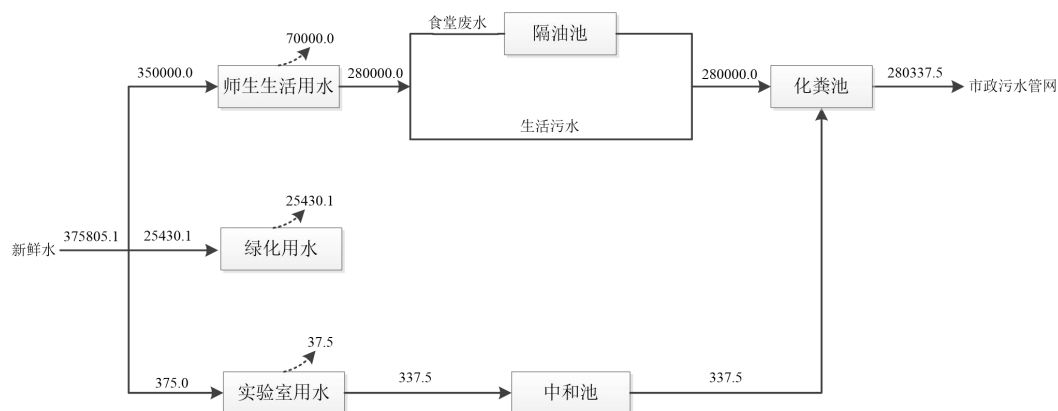 食堂废水
隔油池
70000.0
350000.0
师生生活用水
280000.0
280000.0
化粪池
280337.5
市政污水管网
生活污水
25430.1
新鲜水
375805.1
25430.1
绿化用水
37.5
375.0
实验室用水
337.5
中和池
337.5